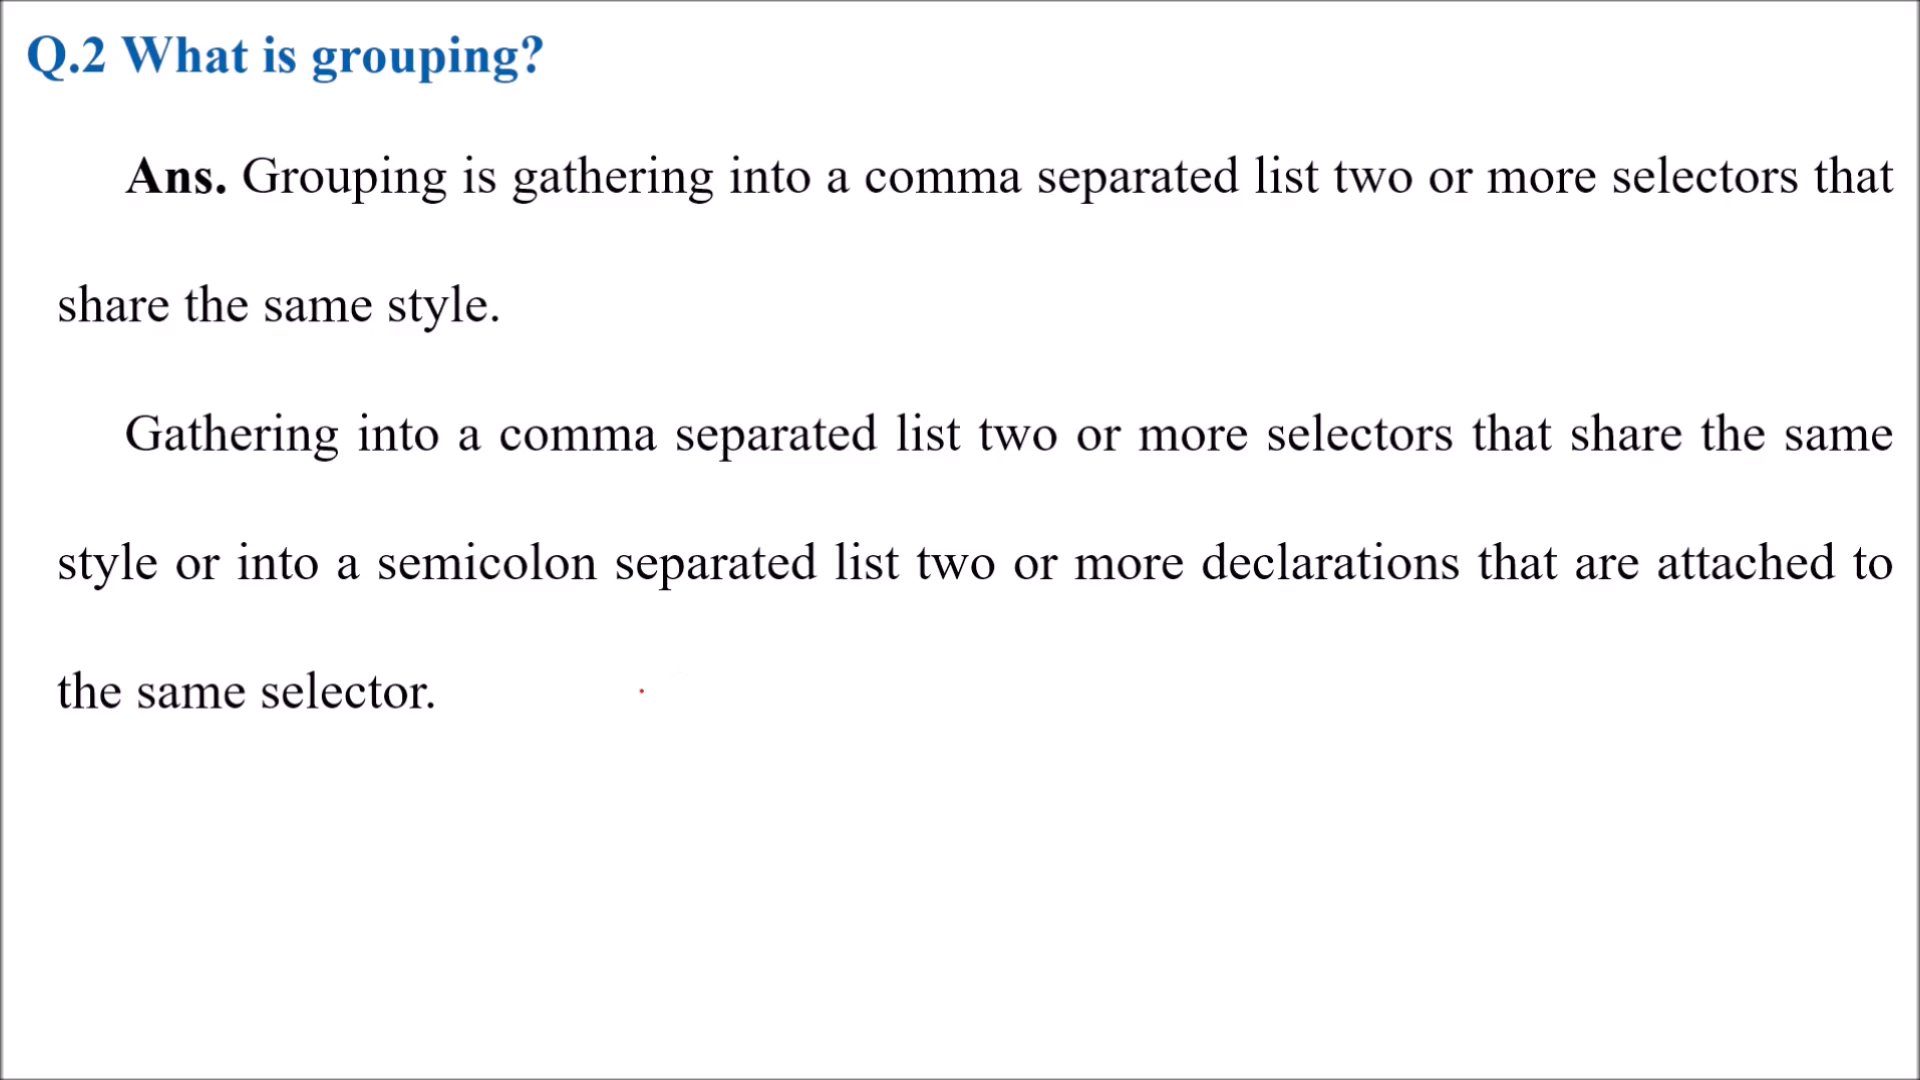 Q.2 What is grouping?
Ans. Grouping is gathering into a comma separated list two or more selectors that
share the same style.
Gathering into a comma separated list two or more selectors that share the same
style or into a semicolon separated list two or more declarations that are attached to
the same selector.